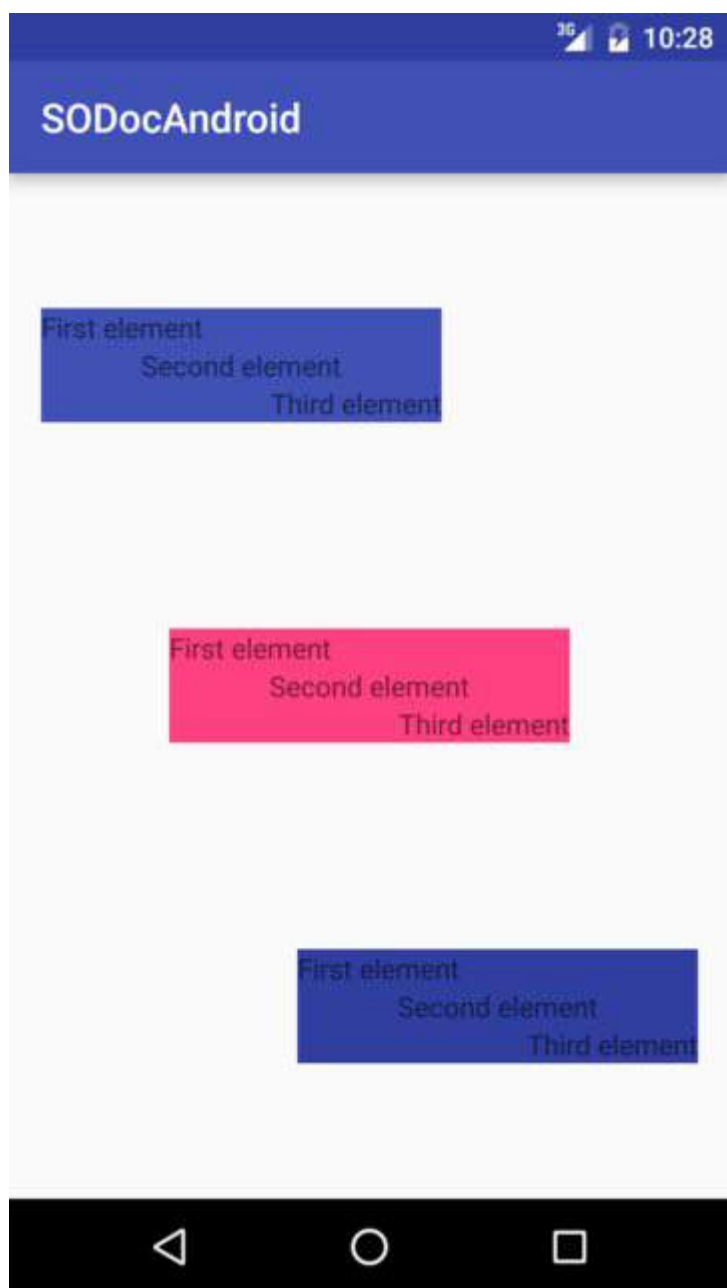 3G 10:28
SODocAndroid
First element
Second element
Third element
First element
Second element
Third element
First element
Second element
Third element